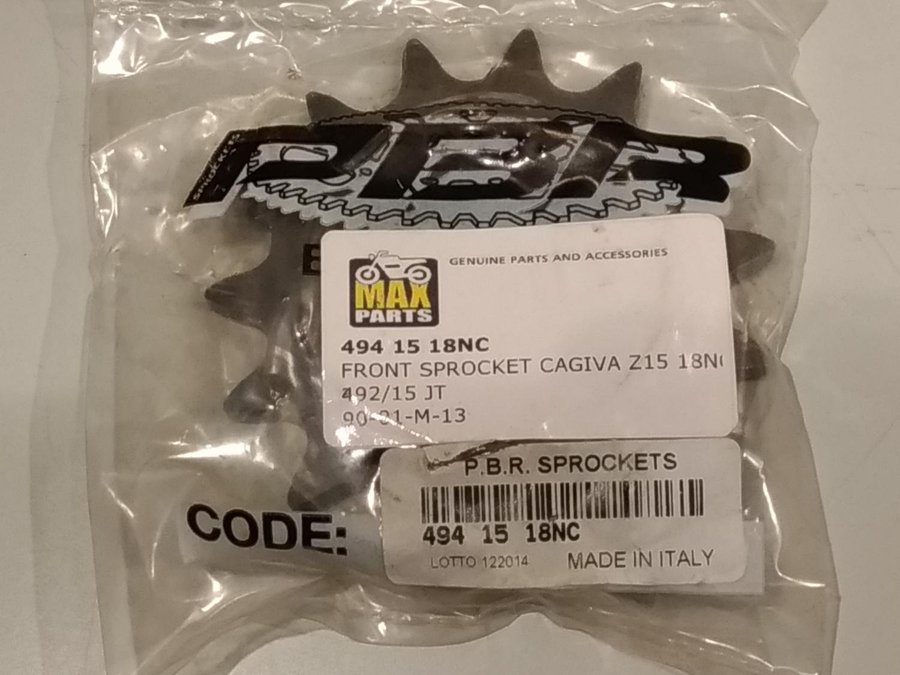 SPROCKETS
PBR
GENUINE PARTS AND ACCESSORIES
MAX
PARTS
494 15 18NC
FRONT SPROCKET CAGIVA Z15 18N
492/15 JT
90-01-M-13
P.B.R. SPROCKETS
CODE:
494 15 18NC
LOTTO 122014
MADE IN ITALY